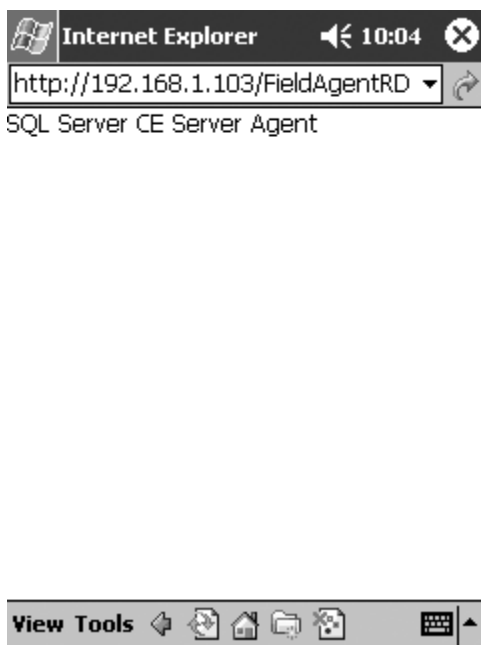 Internet Explorer 10:04
http://192.168.1.103/FieldAgentRD
SQL Server CE Server Agent
View Tools